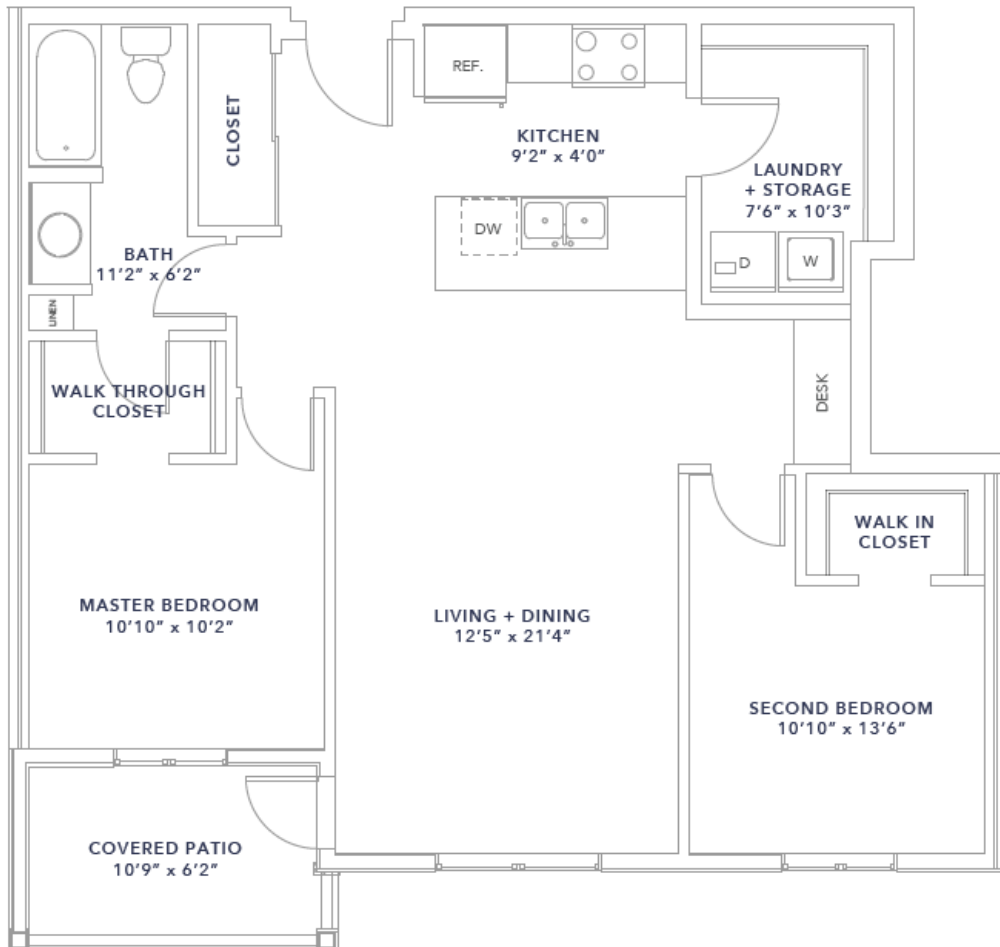 REF.
CLOSET
KITCHEN
9'2" x 4'0"
LAUNDRY
+ STORAGE
7'6" x 10'3"
DW
BATH
11'2" x 6'2"
D
W
LINEN
WALK THROUGH
CLOSET
DESK
WALK IN
CLOSET
MASTER BEDROOM
10'10" x 10'2"
LIVING + DINING
12'5" x 21'4"
SECOND BEDROOM
10'10" x 13'6"
COVERED PATIO
10'9" x 6'2"